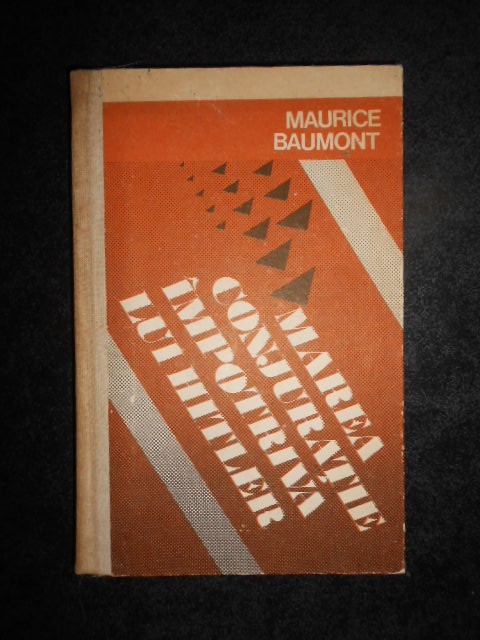 MAURICE
BAUMONT
MAREA
CONJURAȚIE
ÎMPOTRIVA
LUI HITLER